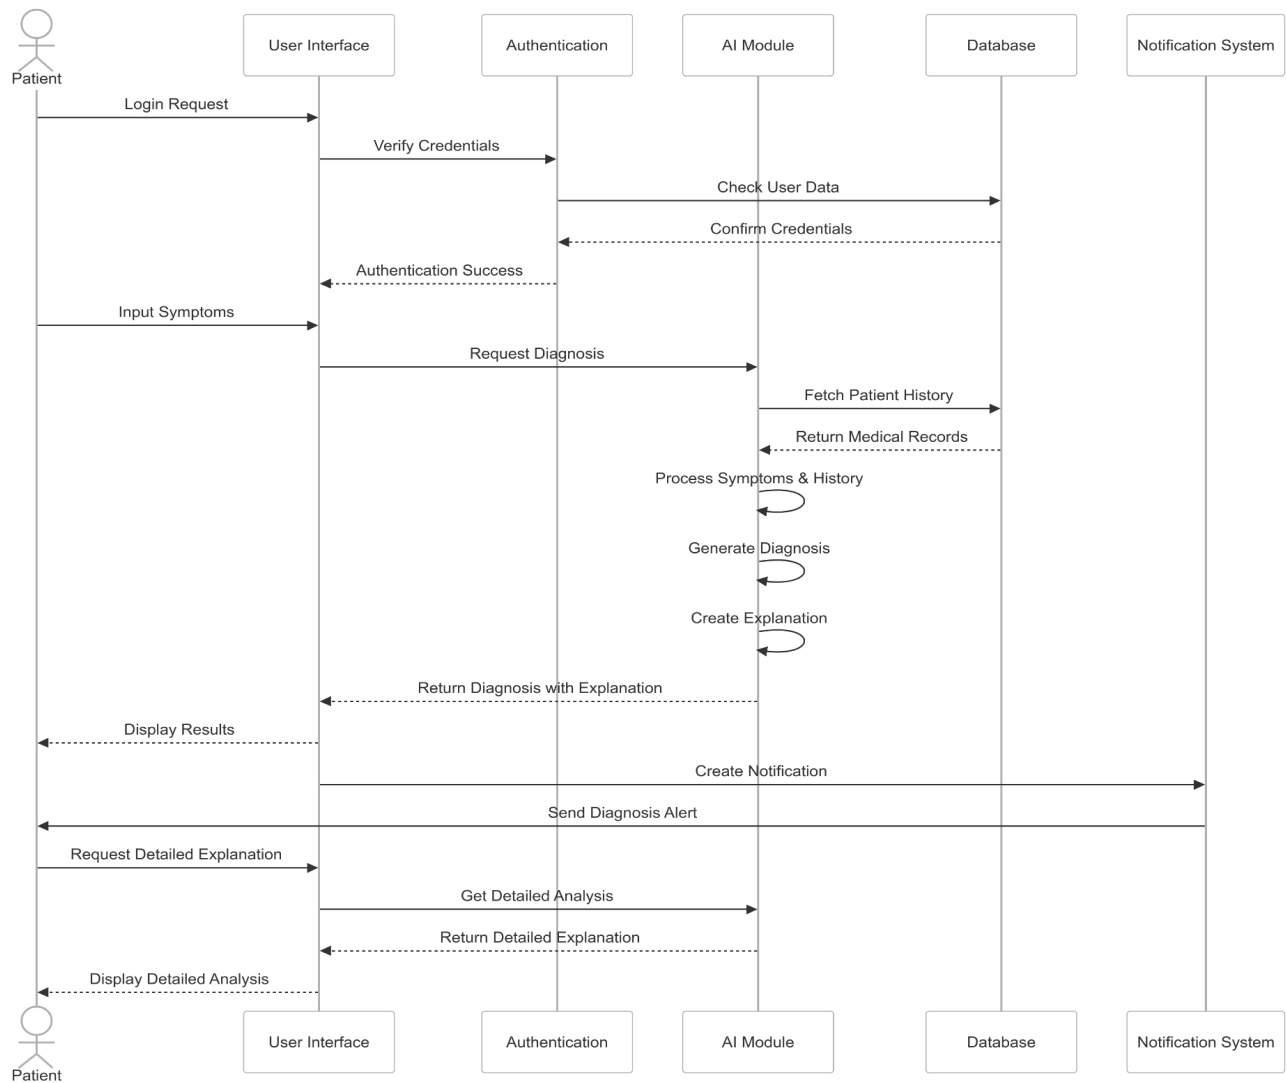 Patient
User Interface
Authentication
AI Module
Database
Notification System
Login Request
Verify Credentials
Check User Data
Confirm Credentials
Authentication Success
Input Symptoms
Request Diagnosis
Fetch Patient History
Return Medical Records
Process Symptoms & History
Generate Diagnosis
Create Explanation
Return Diagnosis with Explanation
Display Results
Create Notification
Send Diagnosis Alert
Request Detailed Explanation
Get Detailed Analysis
Return Detailed Explanation
Display Detailed Analysis
Patient
User Interface
Authentication
AI Module
Database
Notification System